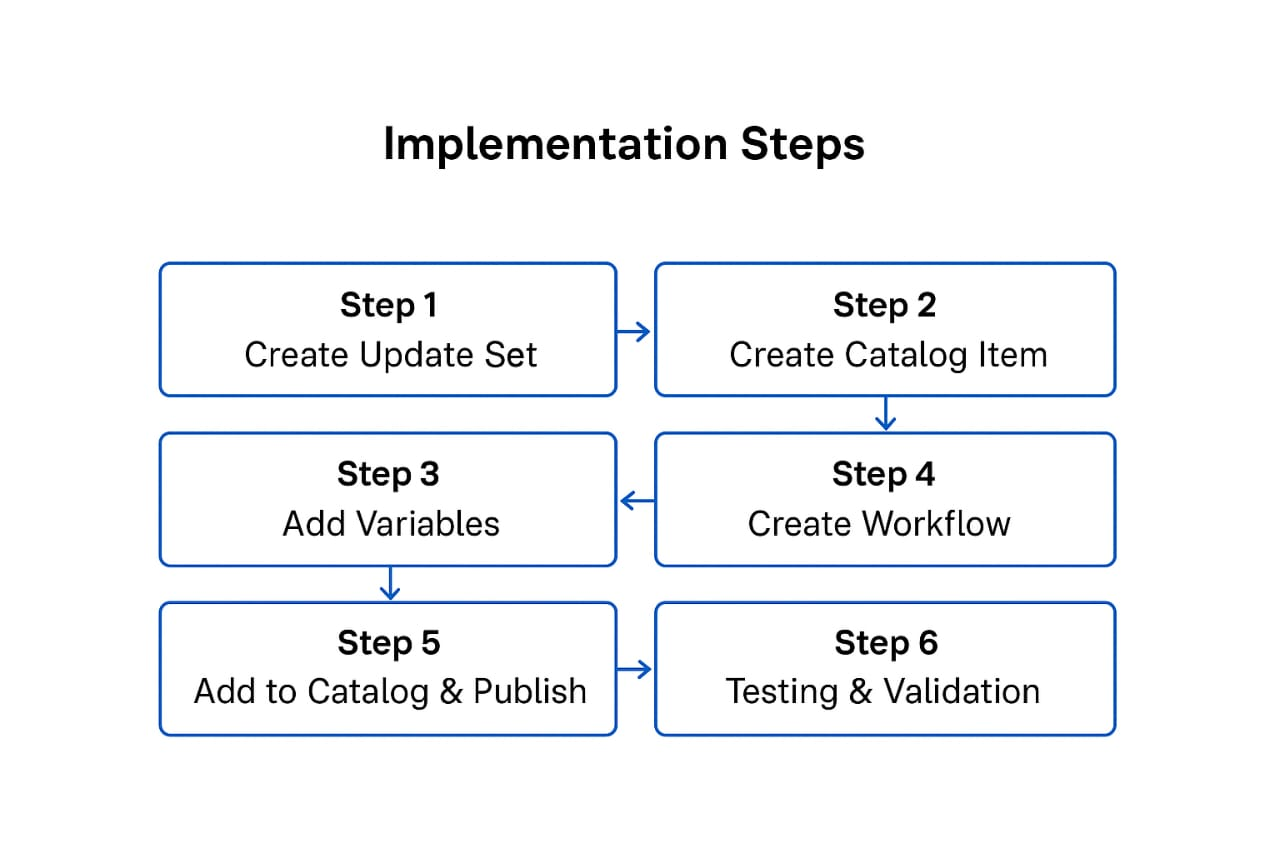 Implementation Steps
Step 1
Create Update Set
Step 2
Create Catalog Item
Step 3
Add Variables
Step 4
Create Workflow
Step 5
Add to Catalog & Publish
Step 6
Testing & Validation